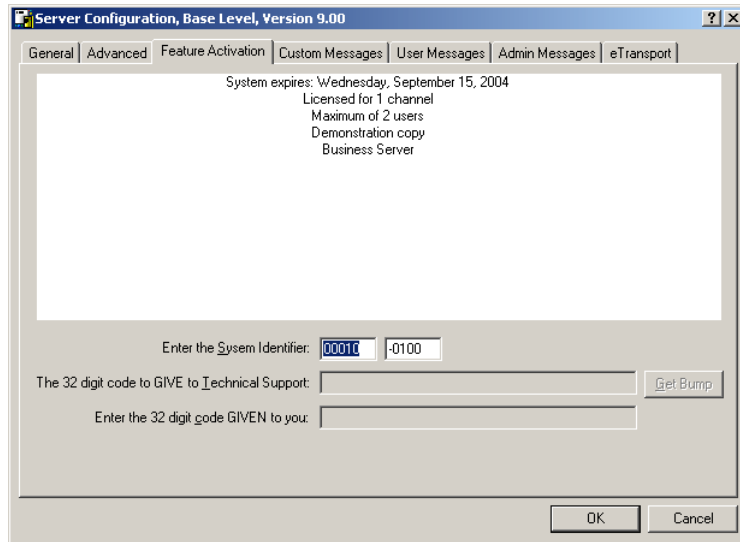 Server Configuration, Base Level, Version 9.00
General Advanced Feature Activation Custom Messages User Messages Admin Messages eTransport
System expires: Wednesday, September 15, 2004
Licensed for 1 channel
Maximum of 2 users
Demonstration copy
Business Server
Enter the Sysem Identifier: 00010 -0100
The 32 digit code to GIVE to Technical Support: Get Bump
Enter the 32 digit code GIVEN to you:
OK Cancel